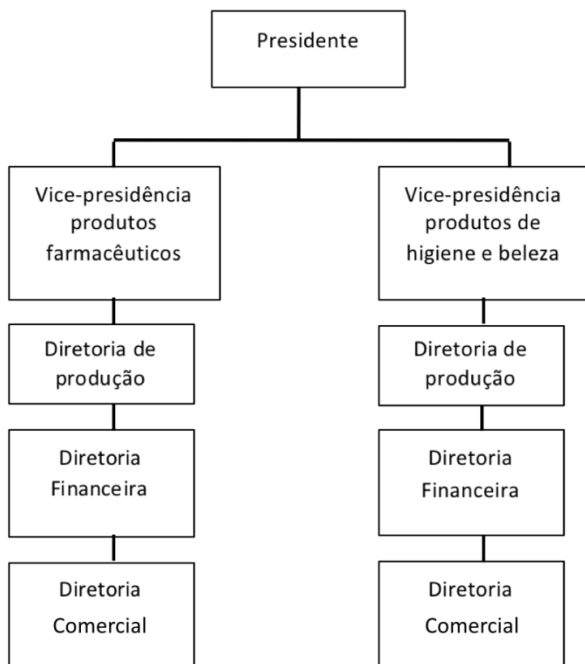 Presidente
Vice-presidência
produtos
farmacêuticos
Vice-presidência
produtos de
higiene e beleza
Diretoria de
produção
Diretoria de
produção
Diretoria
Financeira
Diretoria
Financeira
Diretoria
Comercial
Diretoria
Comercial